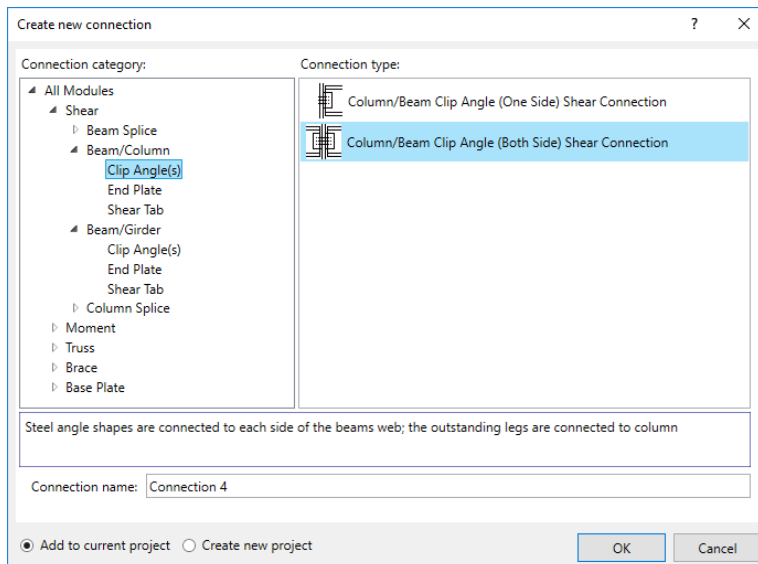 Create new connection ?
Connection category:
Connection type:
All Modules
Shear
Beam Splice
Beam/Column
Clip Angle(s)
End Plate
Shear Tab
Beam/Girder
Clip Angle(s)
End Plate
Shear Tab
Column Splice
Moment
Truss
Brace
Base Plate
Column/Beam Clip Angle (One Side) Shear Connection
Column/Beam Clip Angle (Both Side) Shear Connection
Steel angle shapes are connected to each side of the beams web; the outstanding legs are connected to column
Connection name: Connection 4
Add to current project Create new project OK Cancel